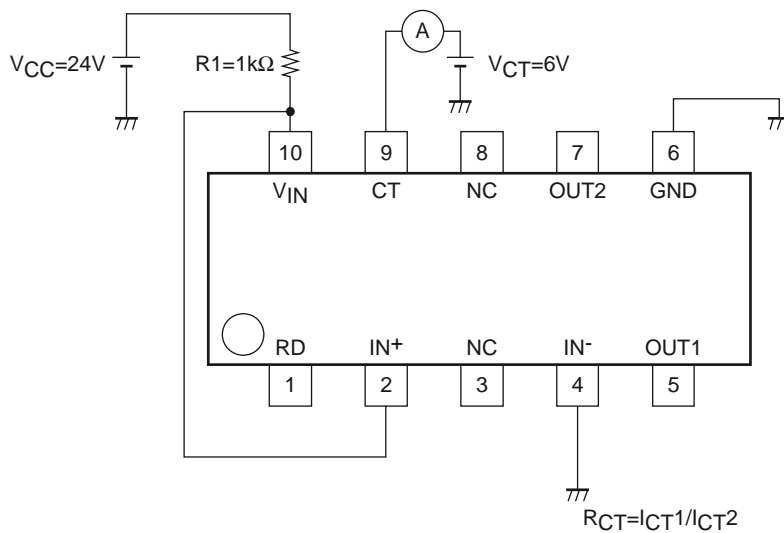 A
VCC=24V
R1=1kΩ
VCT=6V
10 9 8 7 6
VIN CT NC OUT2 GND
RD IN+ NC IN- OUT1
1 2 3 4 5
RCT=ICT1/ICT2